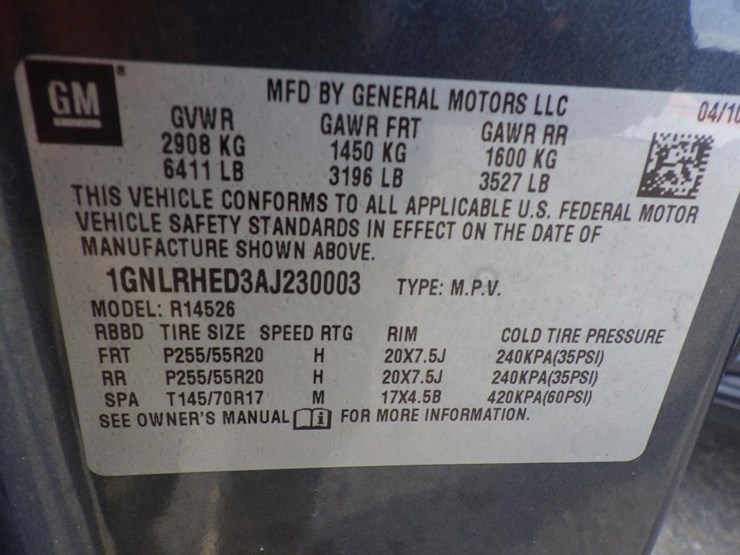 GM
MFD BY GENERAL MOTORS LLC 04/10
GVWR GAWR FRT GAWR RR
2908 KG 1450 KG 1600 KG
6411 LB 3196 LB 3527 LB
THIS VEHICLE CONFORMS TO ALL APPLICABLE U.S. FEDERAL MOTOR
VEHICLE SAFETY STANDARDS IN EFFECT ON THE DATE OF
MANUFACTURE SHOWN ABOVE.
1GNLRHED3AJ230003 TYPE: M.P.V.
MODEL: R14526
RBBD TIRE SIZE SPEED RTG RIM COLD TIRE PRESSURE
FRT P255/55R20 H 20X7.5J 240KPA(35PSI)
RR P255/55R20 H 20X7.5J 240KPA(35PSI)
SPA T145/70R17 M 17X4.5B 420KPA(60PSI)
SEE OWNER'S MANUAL i FOR MORE INFORMATION.